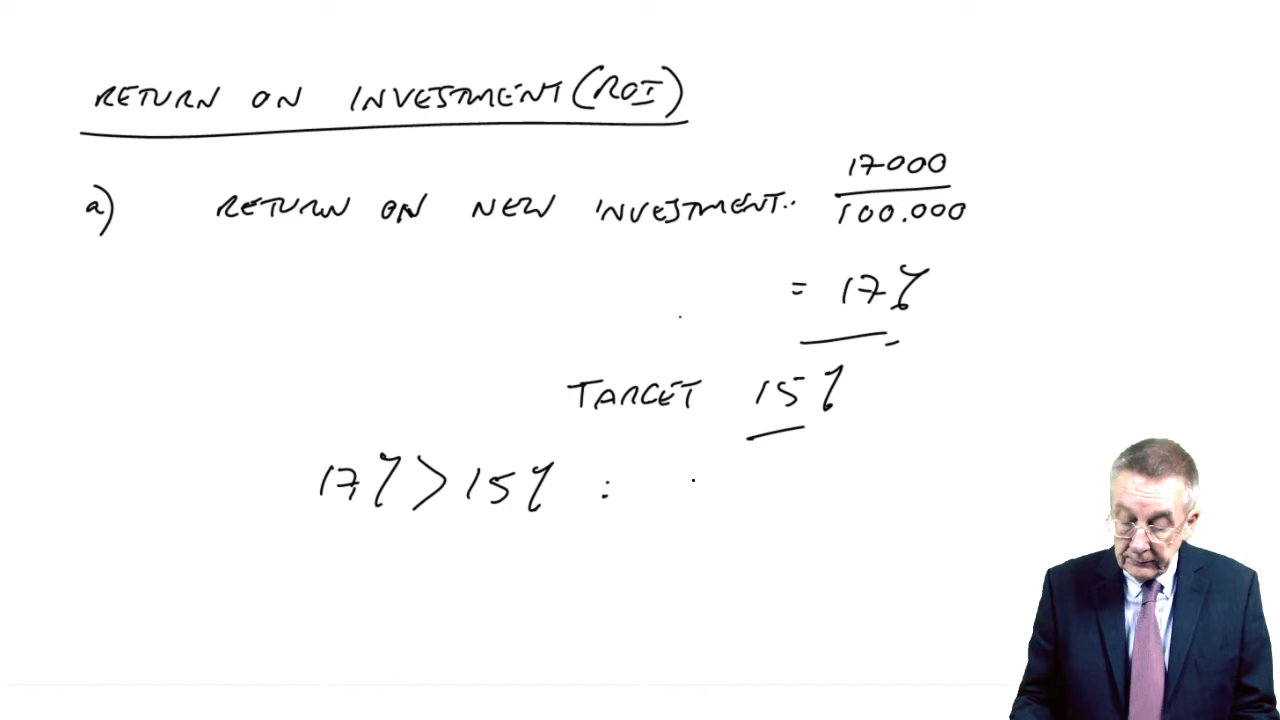 RETURN ON INVESTMENT (ROI)
a) RETURN ON NEW INVESTMENT: 17000
100.000
= 17%
TARGET 15%
17% > 15% :